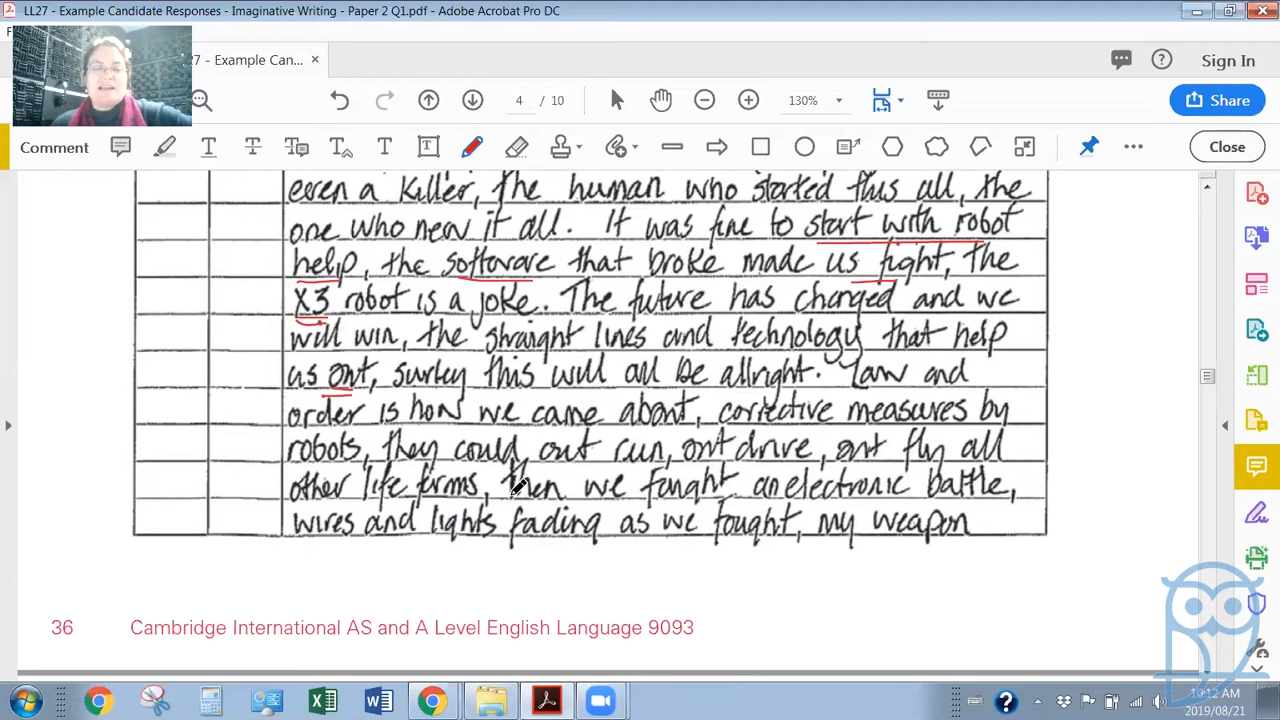 LL27 - Example Candidate Responses - Imaginative Writing - Paper 2 Q1.pdf - Adobe Acrobat Pro DC
27 - Example Can...
Sign In
4 / 10
130%
Share
Comment
Close
even a killer, the human who started this all, the
one who new it all. It was fine to start with robot
help, the software that broke made us fight, the
X3 robot is a joke. The future has changed and we
will win, the straight lines and technology that help
us ont, surley this will all be allright. Law and
order is how we came about, corrective measures by
robots, they could, out run, ont drive, ont fly all
other life forms, then we fought an electronic battle,
wires and lights fading as we fought, my weapon
36 Cambridge International AS and A Level English Language 9093
10:12 AM
2019/08/21